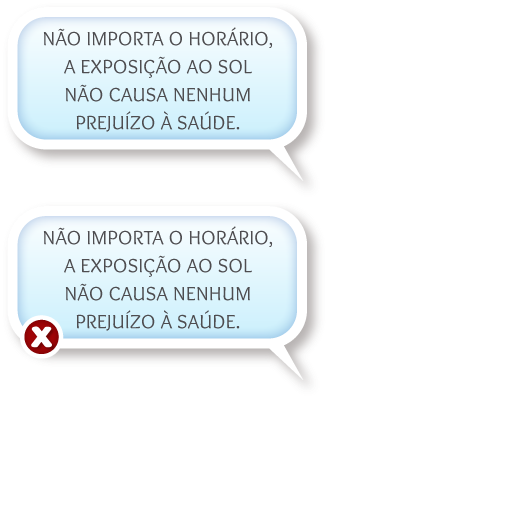 NÃO IMPORTA O HORÁRIO,
A EXPOSIÇÃO AO SOL
NÃO CAUSA NENHUM
PREJUÍZO À SAÚDE.
NÃO IMPORTA O HORÁRIO,
A EXPOSIÇÃO AO SOL
NÃO CAUSA NENHUM
PREJUÍZO À SAÚDE.